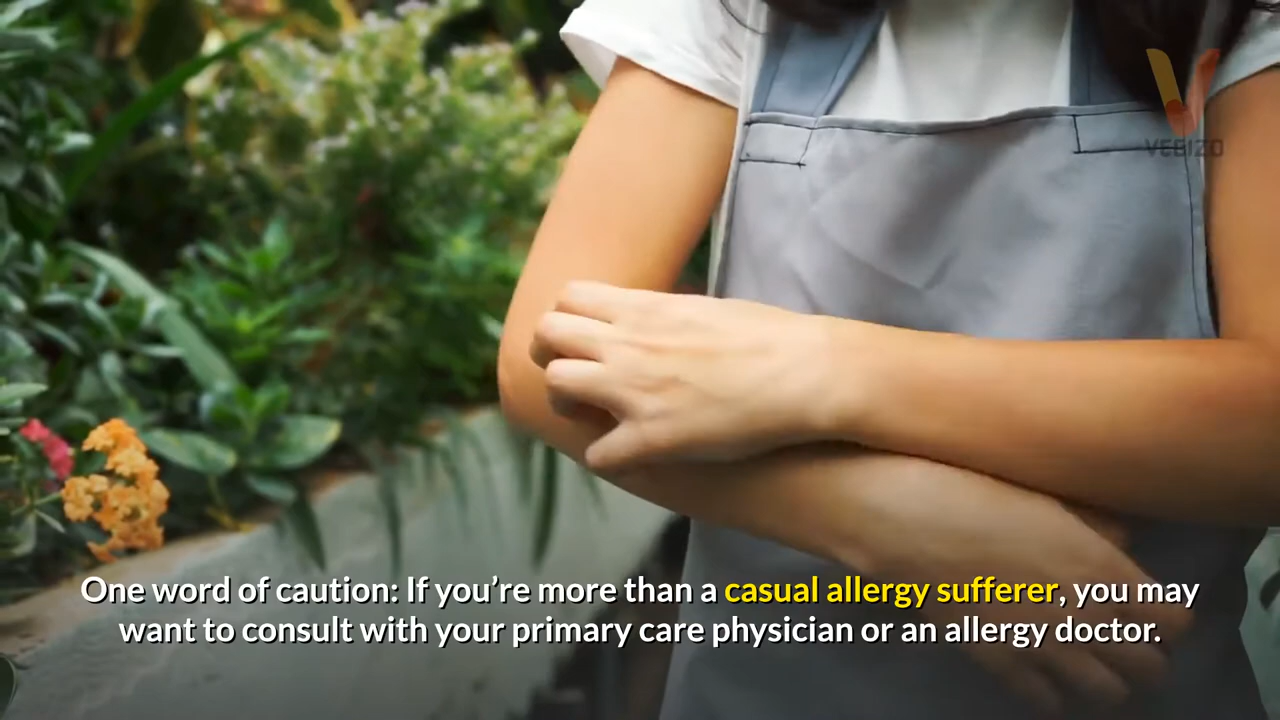 VEBIZO
One word of caution: If you’re more than a casual allergy sufferer, you may
want to consult with your primary care physician or an allergy doctor.